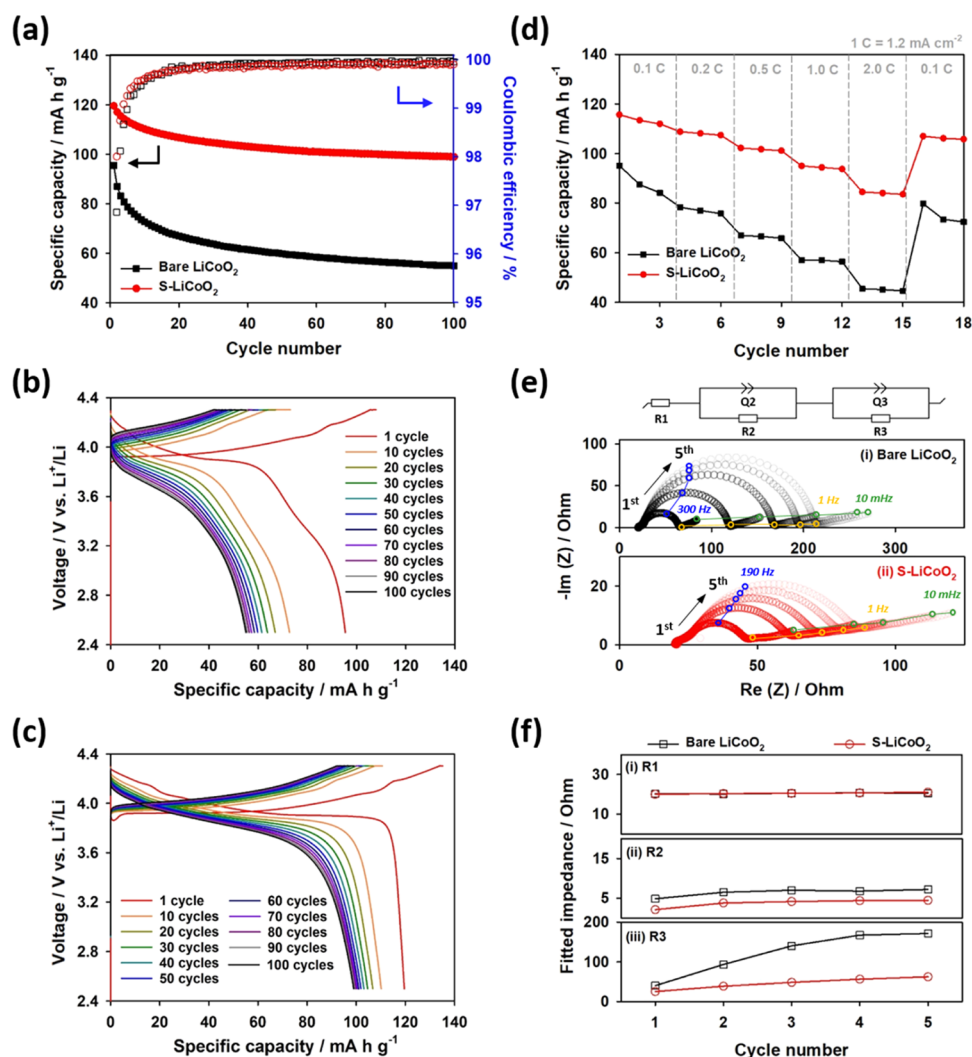 (a)
140
120
100
80
60
40
100
99
98
97
96
95
0 20 40 60 80 100
Specific capacity / mA h g⁻¹
Coulombic efficiency / %
Bare LiCoO₂
S-LiCoO₂
Cycle number
(b)
4.4
4.0
3.6
3.2
2.8
2.4
Voltage / V vs. Li⁺/Li
1 cycle
10 cycles
20 cycles
30 cycles
40 cycles
50 cycles
60 cycles
70 cycles
80 cycles
90 cycles
100 cycles
0 20 40 60 80 100 120 140
Specific capacity / mA h g⁻¹
(c)
4.4
4.0
3.6
3.2
2.8
2.4
Voltage / V vs. Li⁺/Li
1 cycle
10 cycles
20 cycles
30 cycles
40 cycles
50 cycles
60 cycles
70 cycles
80 cycles
90 cycles
100 cycles
0 20 40 60 80 100 120 140
Specific capacity / mA h g⁻¹
(d)
1 C = 1.2 mA cm⁻²
140
120
100
80
60
40
Specific capacity / mA h g⁻¹
0.1 C 0.2 C 0.5 C 1.0 C 2.0 C 0.1 C
Bare LiCoO₂
S-LiCoO₂
3 6 9 12 15 18
Cycle number
(e)
R1
Q2
R2
Q3
R3
-Im (Z) / Ohm
100
80
50
0
(i) Bare LiCoO₂
5ᵗʰ
1ˢᵗ
300 Hz
1 Hz
10 mHz
0 100 200 300
20
0
(ii) S-LiCoO₂
5ᵗʰ
1ˢᵗ
190 Hz
1 Hz
10 mHz
0 50 100
Re (Z) / Ohm
(f)
Bare LiCoO₂
S-LiCoO₂
Fitted impedance / Ohm
(i) R1
30
10
(ii) R2
15
5
(iii) R3
200
100
0
1 2 3 4 5
Cycle number